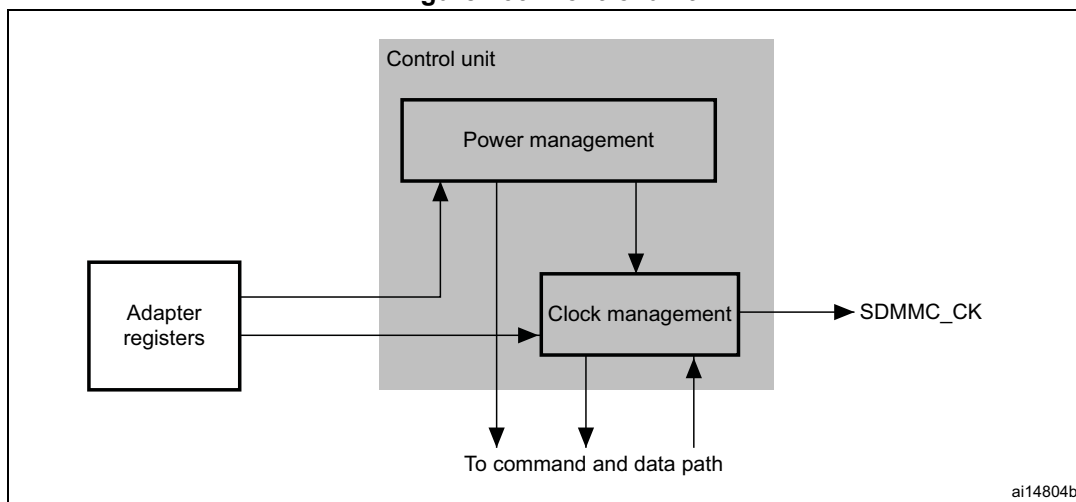 Control unit
Power management
Adapter
registers
Clock management
SDMMC_CK
To command and data path
ai14804b